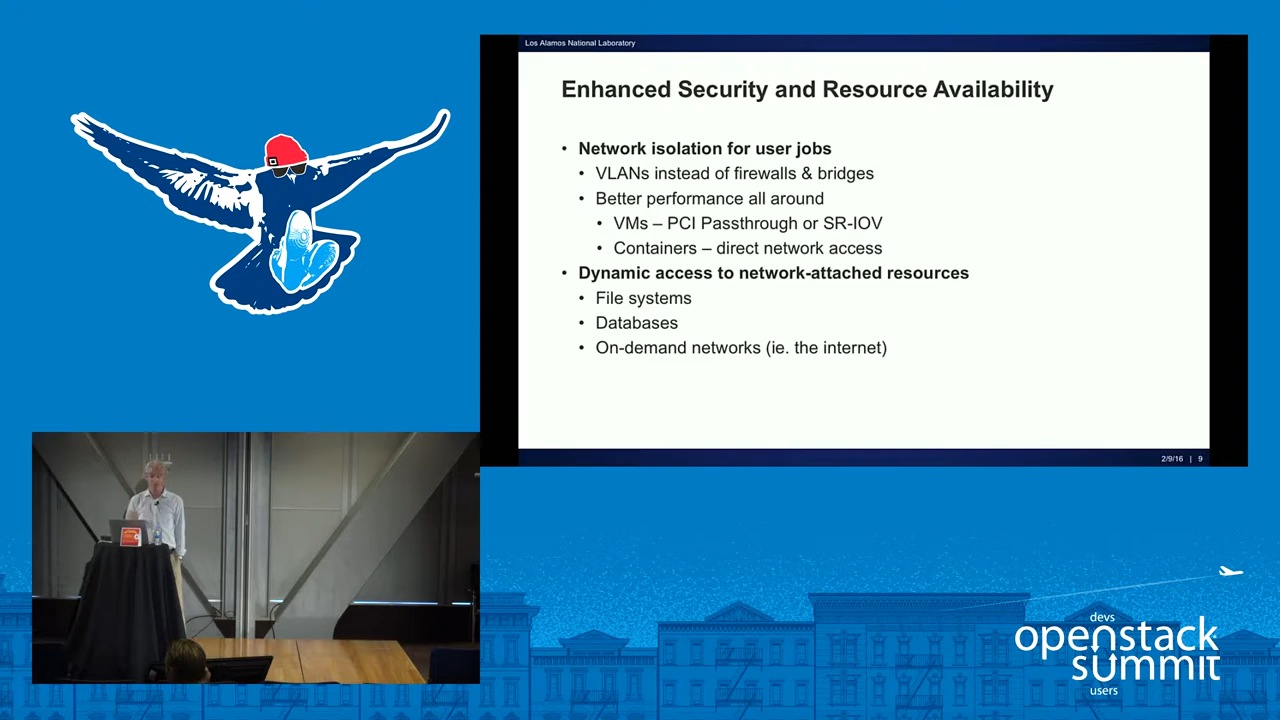 Los Alamos National Laboratory
Enhanced Security and Resource Availability
• Network isolation for user jobs
• VLANs instead of firewalls & bridges
• Better performance all around
• VMs – PCI Passthrough or SR-IOV
• Containers – direct network access
• Dynamic access to network-attached resources
• File systems
• Databases
• On-demand networks (ie. the internet)
2/9/16 | 9
devs
openstack
summit
users